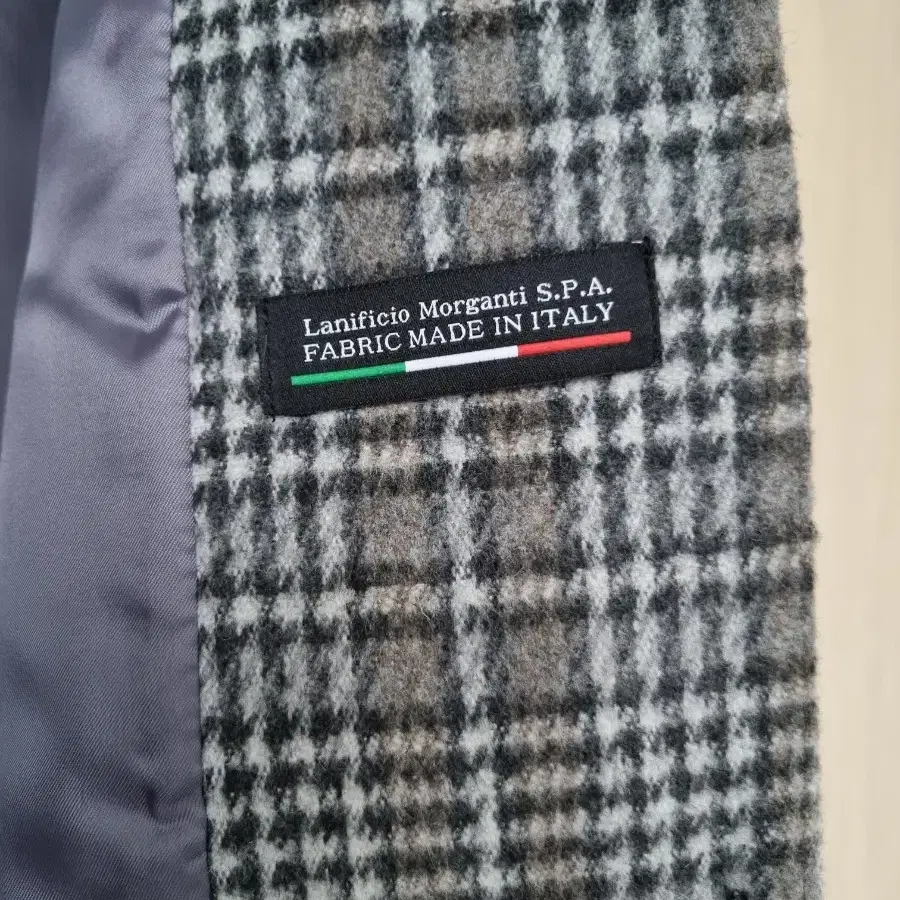 Lanificio Morganti S.P.A.
FABRIC MADE IN ITALY